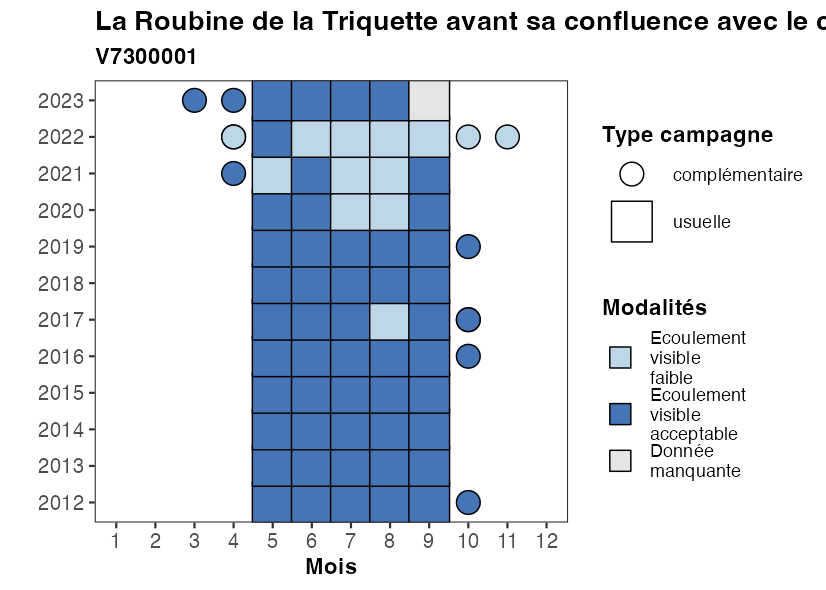 La Roubine de la Triquette avant sa confluence avec le
V7300001
2023
2022
2021
2020
2019
2018
2017
2016
2015
2014
2013
2012
1 2 3 4 5 6 7 8 9 10 11 12
Mois
Type campagne
complémentaire
usuelle
Modalités
Ecoulement
visible
faible
Ecoulement
visible
acceptable
Donnée
manquante